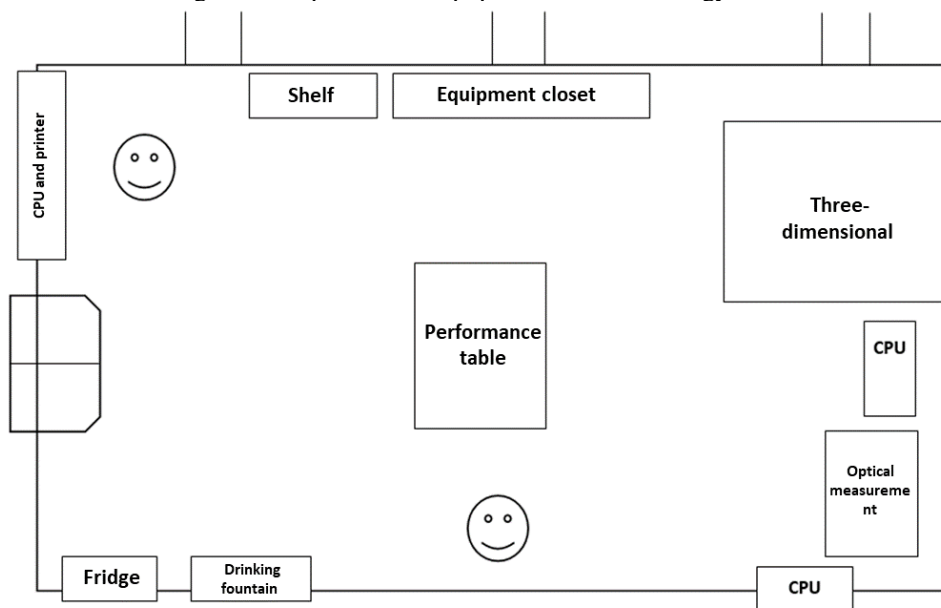 Shelf
Equipment closet
CPU and printer
Three-
dimensional
Performance
table
CPU
Optical
measureme
nt
Fridge
Drinking
fountain
CPU